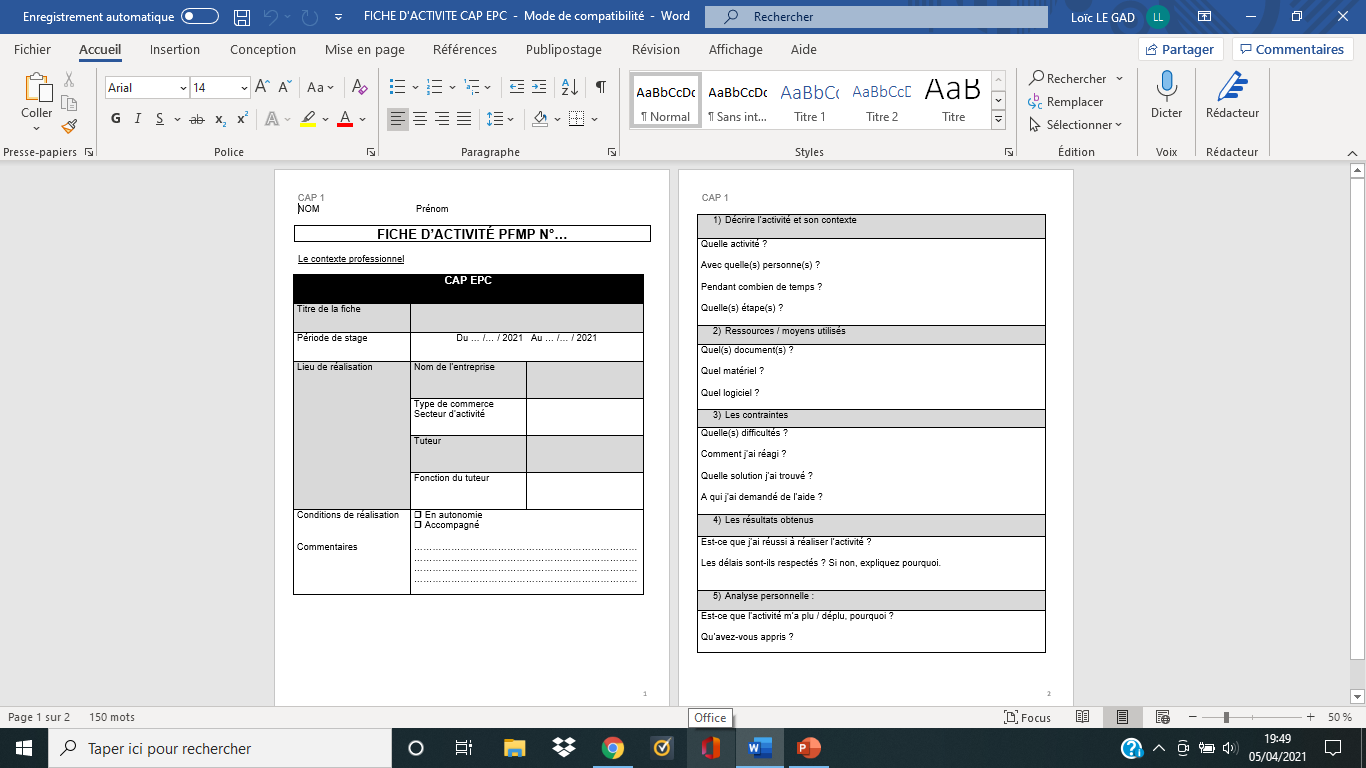 Enregistrement automatique
FICHE D'ACTIVITE CAP EPC - Mode de compatibilité - Word
Rechercher
Loïc LE GAD
LL
Fichier
Accueil
Insertion
Conception
Mise en page
Références
Publipostage
Révision
Affichage
Aide
Partager
Commentaires
Coller
Arial
14
Aa
G I S ab x₂ x²
AaBbCcDc
¶ Normal
AaBbCcDc
¶ Sans int...
AaBbCc
Titre 1
AaBbCcE
Titre 2
AaB
Titre
Rechercher
Remplacer
Sélectionner
Dicter
Rédacteur
Presse-papiers
Police
Paragraphe
Styles
Édition
Voix
Rédacteur
CAP 1
NOM Prénom
FICHE D'ACTIVITÉ PFMP N°…
Le contexte professionnel
CAP EPC
Titre de la fiche
Période de stage
Du … /… / 2021 Au … /… / 2021
Lieu de réalisation
Nom de l'entreprise
Type de commerce
Secteur d'activité
Tuteur
Fonction du tuteur
Conditions de réalisation
❒ En autonomie
❒ Accompagné
Commentaires
1
CAP 1
1) Décrire l'activité et son contexte
Quelle activité ?
Avec quelle(s) personne(s) ?
Pendant combien de temps ?
Quelle(s) étape(s) ?
2) Ressources / moyens utilisés
Quel(s) document(s) ?
Quel matériel ?
Quel logiciel ?
3) Les contraintes
Quelle(s) difficultés ?
Comment j'ai réagi ?
Quelle solution j'ai trouvé ?
A qui j'ai demandé de l'aide ?
4) Les résultats obtenus
Est-ce que j'ai réussi à réaliser l'activité ?
Les délais sont-ils respectés ? Si non, expliquez pourquoi.
5) Analyse personnelle :
Est-ce que l'activité m'a plu / déplu, pourquoi ?
Qu'avez-vous appris ?
2
Page 1 sur 2
150 mots
Office
Focus
50 %
Taper ici pour rechercher
19:49
05/04/2021